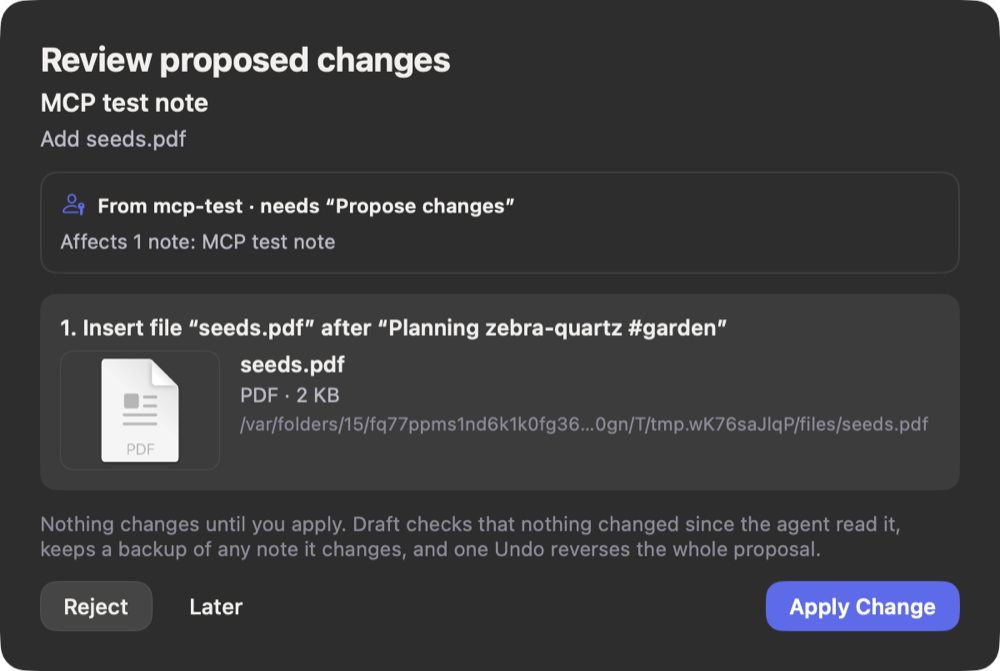 Review proposed changes
MCP test note
Add seeds.pdf
From mcp-test · needs “Propose changes”
Affects 1 note: MCP test note
1. Insert file “seeds.pdf” after “Planning zebra-quartz #garden”
seeds.pdf
PDF · 2 KB
/var/folders/15/fq77ppms1nd6k1k0fg36...0gn/T/tmp.wK76saJlqP/files/seeds.pdf
PDF
Nothing changes until you apply. Draft checks that nothing changed since the agent read it,
keeps a backup of any note it changes, and one Undo reverses the whole proposal.
Reject
Later
Apply Change